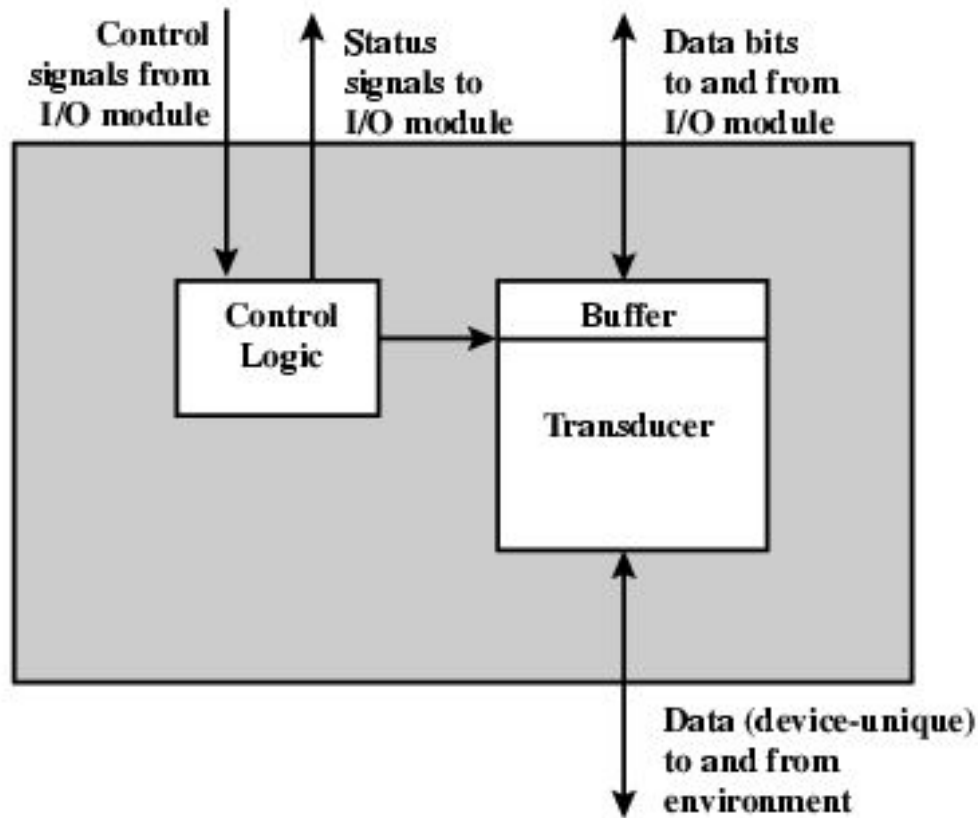 Control
signals from
I/O module
Status
signals to
I/O module
Data bits
to and from
I/O module
Control
Logic
Buffer
Transducer
Data (device-unique)
to and from
environment